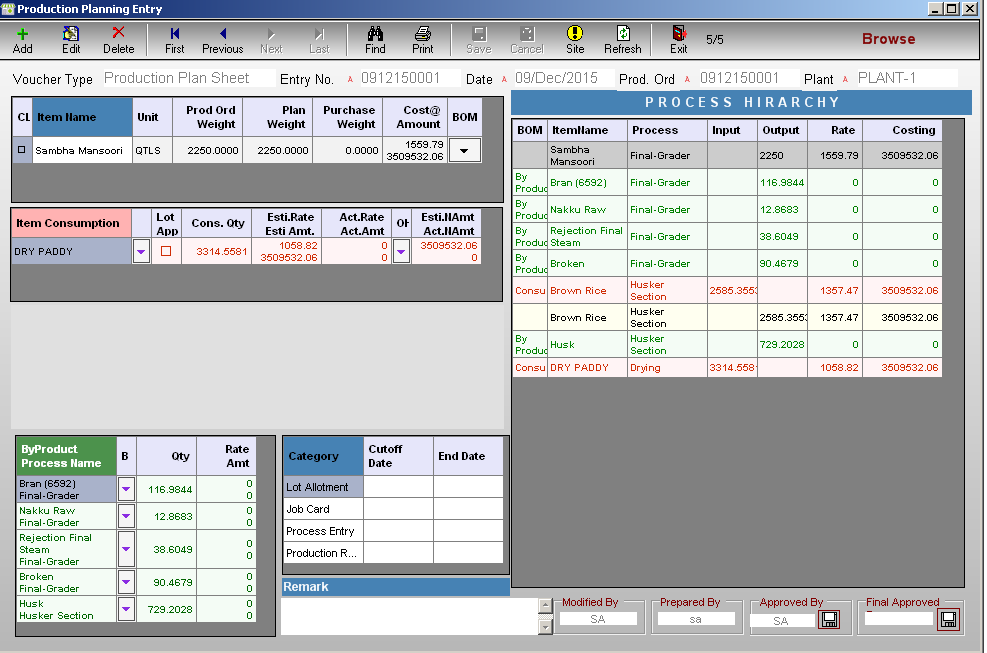 Production Planning Entry
Add Edit Delete First Previous Next Last Find Print Save Cancel Site Refresh Exit 5/5 Browse
Voucher Type Production Plan Sheet Entry No. A 0912150001 Date A 09/Dec/2015 Prod. Ord A 0912150001 Plant A PLANT-1
CL Item Name Unit Prod Ord Weight Plan Weight Purchase Weight Cost@ Amount BOM
Sambha Mansoori QTLS 2250.0000 2250.0000 0.0000 1559.79
3509532.06
Item Consumption Lot App Cons. Qty Esti.Rate Esti Amt. Act.Rate Act.Amt Esti.NAmt Act.NAmt
DRY PADDY 3314.5581 1058.82 0 3509532.06
3509532.06 0 0
PROCESS HIRARCHY
BOM ItemName Process Input Output Rate Costing
Sambha Mansoori Final-Grader 2250 1559.79 3509532.06
By Produc Bran (6592) Final-Grader 116.9844 0 0
By Produc Nakku Raw Final-Grader 12.8683 0 0
By Produc Rejection Final Steam Final-Grader 38.6049 0 0
By Produc Broken Final-Grader 90.4679 0 0
Consu Brown Rice Husker Section 2585.355 1357.47 3509532.06
Brown Rice Husker Section 2585.355 1357.47 3509532.06
By Produc Husk Husker Section 729.2028 0 0
Consu DRY PADDY Drying 3314.558 1058.82 3509532.06
ByProduct
Process Name B Qty Rate
Amt
Bran (6592)
Final-Grader 116.9844 0
0
Nakku Raw
Final-Grader 12.8683 0
0
Rejection Final
Steam
Final-Grader 38.6049 0
0
Broken
Final-Grader 90.4679 0
0
Husk
Husker Section 729.2028 0
0
Category Cutoff Date End Date
Lot Allotment
Job Card
Process Entry
Production R...
Remark
Modified By Prepared By Approved By Final Approved
SA sa SA